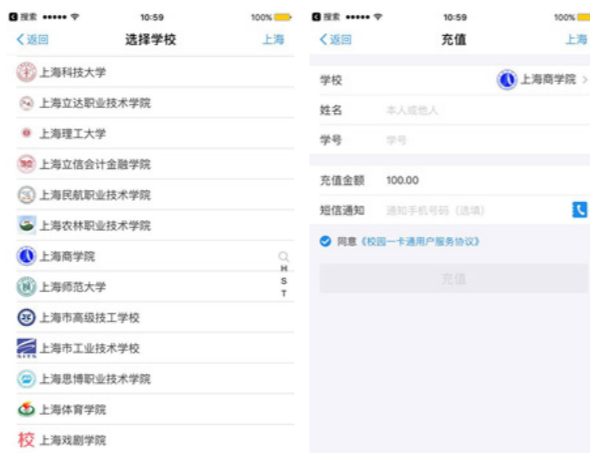 搜索 10:59 100%
返回 选择学校 上海
上海科技大学
上海立达职业技术学院
上海理工大学
上海立信会计金融学院
上海民航职业技术学院
上海农林职业技术学院
上海商学院
上海师范大学
上海市高级技工学校
上海市工业技术学校
上海思博职业技术学院
上海体育学院
校 上海戏剧学院
H
S
T
搜索 10:59 100%
返回 充值 上海
学校 上海商学院
姓名 本人或他人
学号 学号
充值金额 100.00
短信通知 通知手机号码（选填）
同意《校园一卡通用户服务协议》
充值